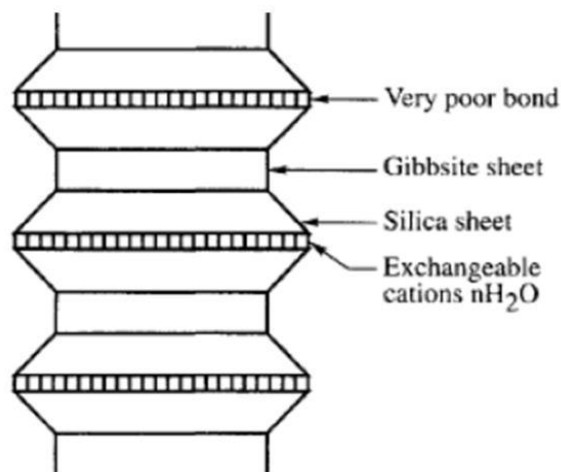 Very poor bond
Gibbsite sheet
Silica sheet
Exchangeable
cations nH₂O